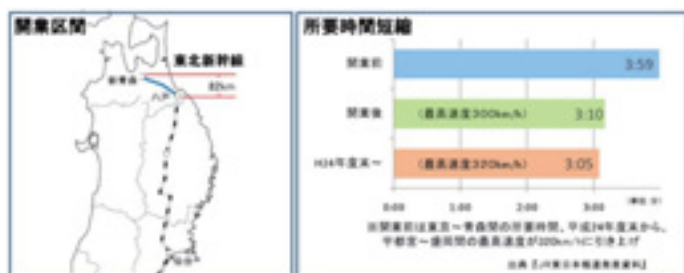 開業区間
東北新幹線
新青森
82km
八戸
仙台
所要時間短縮
開業前
3:59
開業後
(最高速度300km/h)
3:10
H24年度末～
(最高速度320km/h)
3:05
0:00
1:00
2:00
3:00
※開業前は東京～青森間の所要時間、平成24年度末から、
宇都宮～盛岡間の最高速度が320km/hに引き上げ
出典『JR東日本報道発表資料』